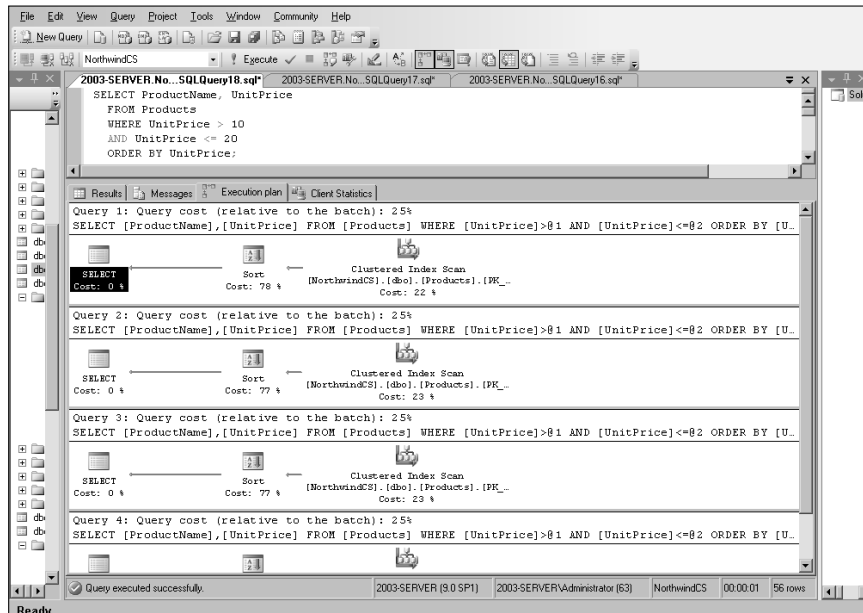 File Edit View Query Project Tools Window Community Help
New Query
NorthwindCS Execute
2003-SERVER.No...SQLQuery18.sql* 2003-SERVER.No...SQLQuery17.sql* 2003-SERVER.No...SQLQuery16.sql*
SELECT ProductName, UnitPrice
FROM Products
WHERE UnitPrice > 10
AND UnitPrice <= 20
ORDER BY UnitPrice;
Results Messages Execution plan Client Statistics
Query 1: Query cost (relative to the batch): 25%
SELECT [ProductName],[UnitPrice] FROM [Products] WHERE [UnitPrice]>@1 AND [UnitPrice]<=@2 ORDER BY [U…
SELECT
Cost: 0 %
Sort
Cost: 78 %
Clustered Index Scan
[NorthwindCS].[dbo].[Products].[PK_…
Cost: 22 %
Query 2: Query cost (relative to the batch): 25%
SELECT [ProductName],[UnitPrice] FROM [Products] WHERE [UnitPrice]>@1 AND [UnitPrice]<=@2 ORDER BY [U…
SELECT
Cost: 0 %
Sort
Cost: 77 %
Clustered Index Scan
[NorthwindCS].[dbo].[Products].[PK_…
Cost: 23 %
Query 3: Query cost (relative to the batch): 25%
SELECT [ProductName],[UnitPrice] FROM [Products] WHERE [UnitPrice]>@1 AND [UnitPrice]<=@2 ORDER BY [U…
SELECT
Cost: 0 %
Sort
Cost: 77 %
Clustered Index Scan
[NorthwindCS].[dbo].[Products].[PK_…
Cost: 23 %
Query 4: Query cost (relative to the batch): 25%
SELECT [ProductName],[UnitPrice] FROM [Products] WHERE [UnitPrice]>@1 AND [UnitPrice]<=@2 ORDER BY [U…
Query executed successfully. 2003-SERVER (9.0 SP1) 2003-SERVER\Administrator (63) NorthwindCS 00:00:01 56 rows
db
dbo
dbo
db
db
db
Sol
Ready